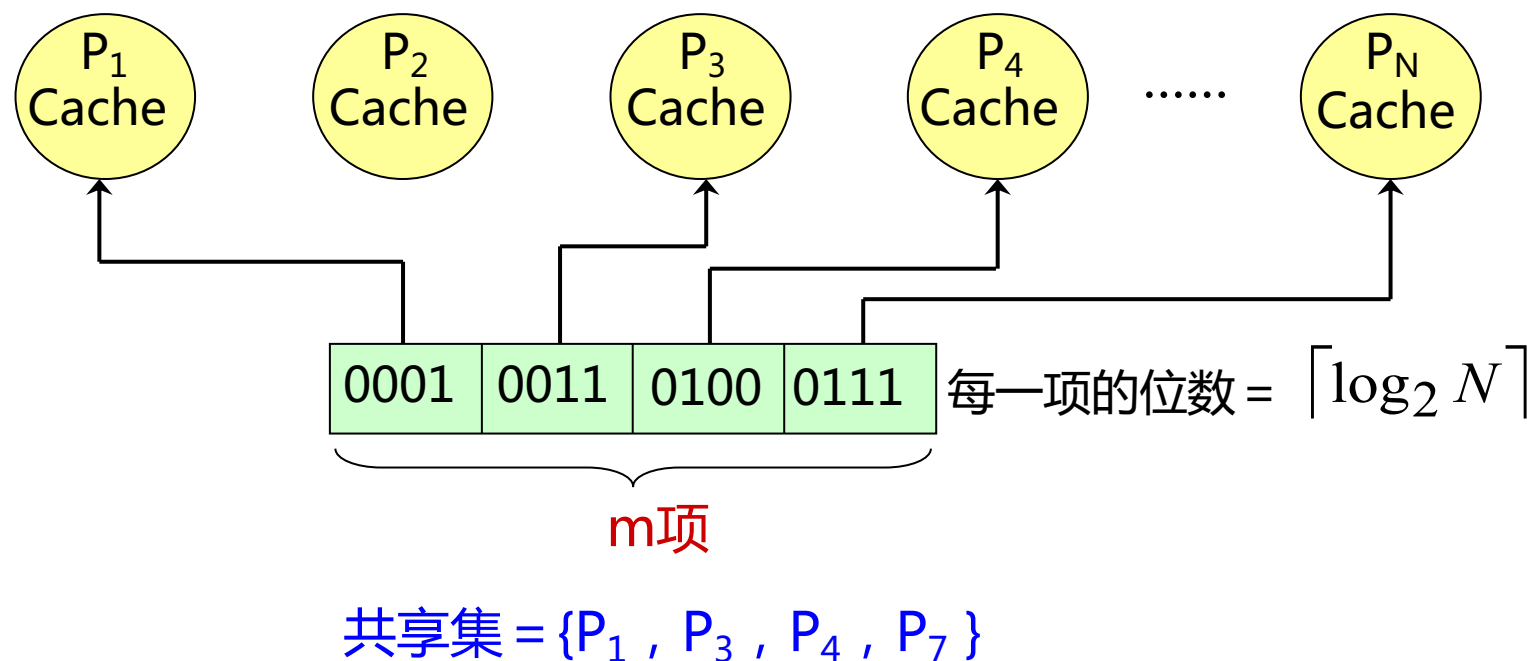 P₁ Cache
P₂ Cache
P₃ Cache
P₄ Cache
......
P_N Cache
0001 0011 0100 0111 每一项的位数 = ⌈log₂ N⌉
m项
共享集 = {P₁ , P₃ , P₄ , P₇ }